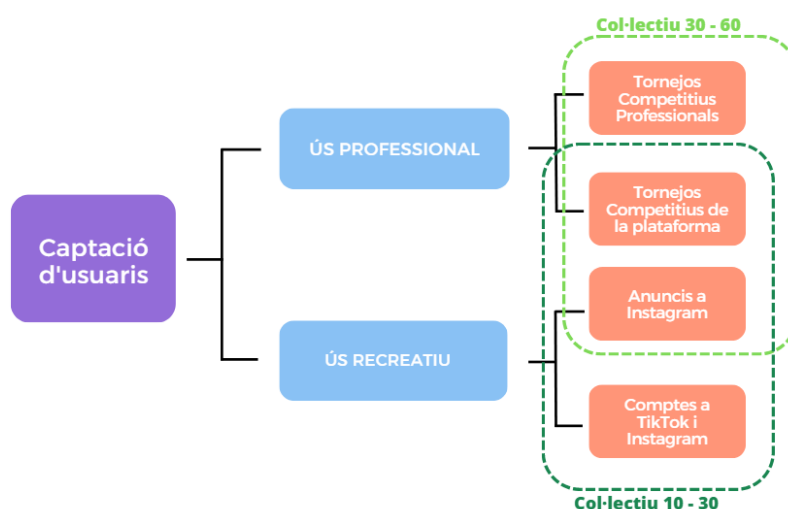 Col·lectiu 30 - 60
Tornejos
Competitius
Professionals
ÚS PROFESSIONAL
Tornejos
Competitius de
la plataforma
Captació
d'usuaris
Anuncis a
Instagram
ÚS RECREATIU
Comptes a
TikTok i
Instagram
Col·lectiu 10 - 30